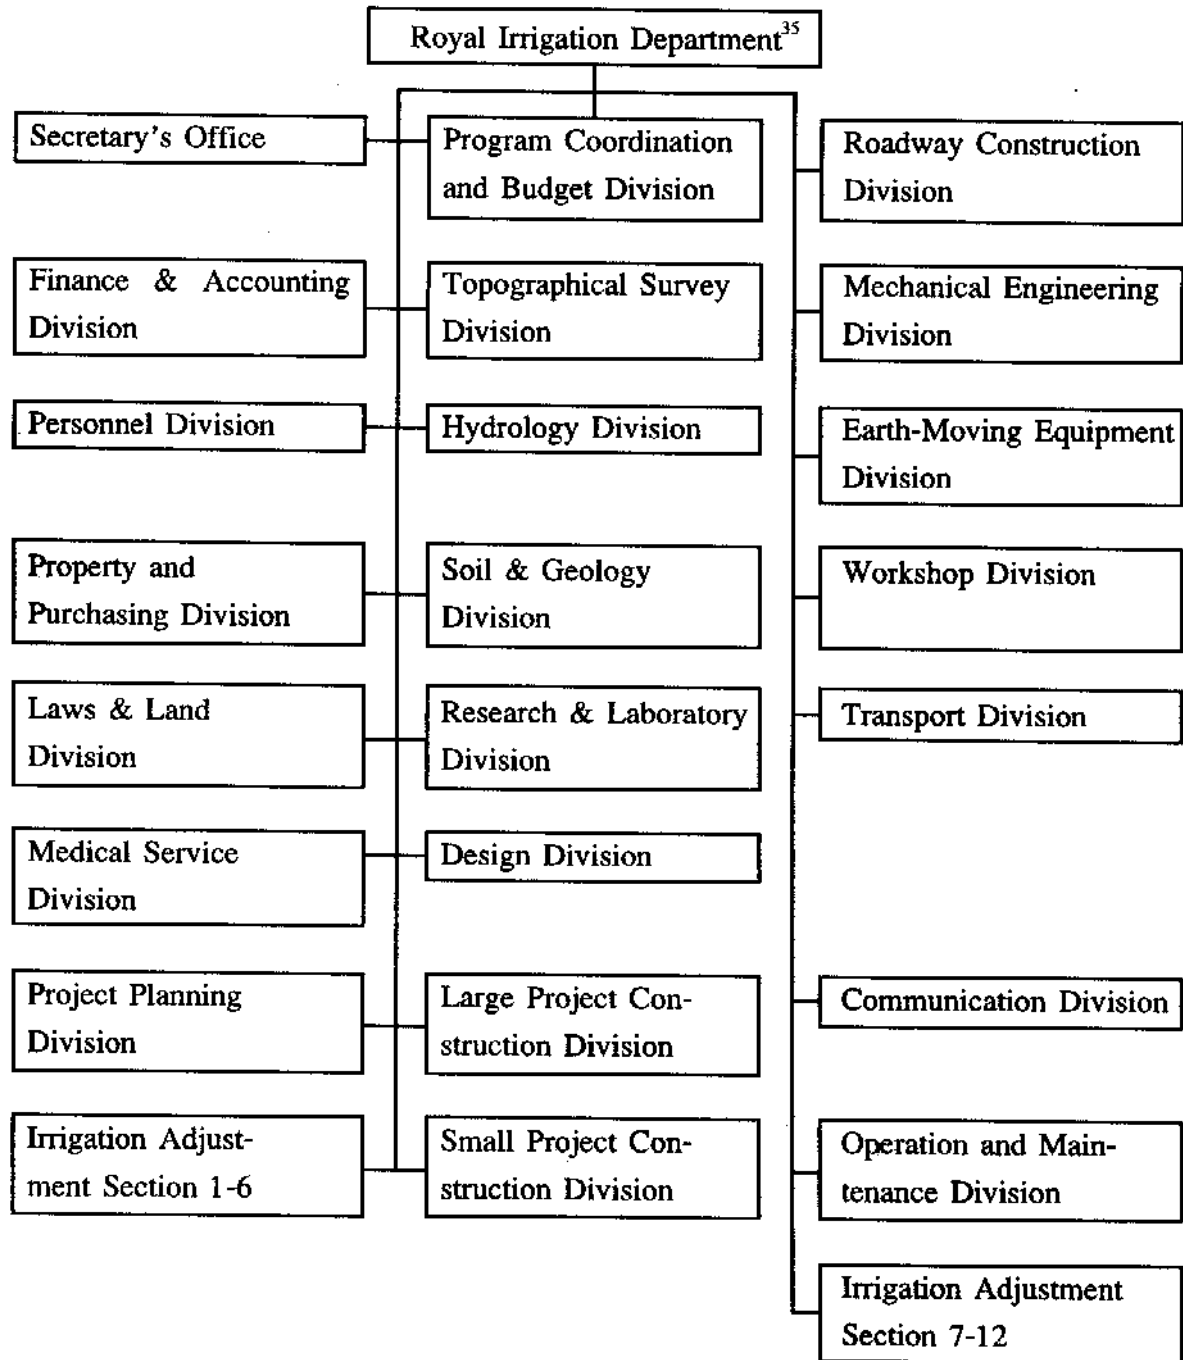 Royal Irrigation Department35
Secretary's Office
Program Coordination
and Budget Division
Roadway Construction
Division
Finance & Accounting
Division
Topographical Survey
Division
Mechanical Engineering
Division
Personnel Division
Hydrology Division
Earth-Moving Equipment
Division
Property and
Purchasing Division
Soil & Geology
Division
Workshop Division
Laws & Land
Division
Research & Laboratory
Division
Transport Division
Medical Service
Division
Design Division
Project Planning
Division
Large Project Con-
struction Division
Communication Division
Irrigation Adjust-
ment Section 1-6
Small Project Con-
struction Division
Operation and Main-
tenance Division
Irrigation Adjustment
Section 7-12